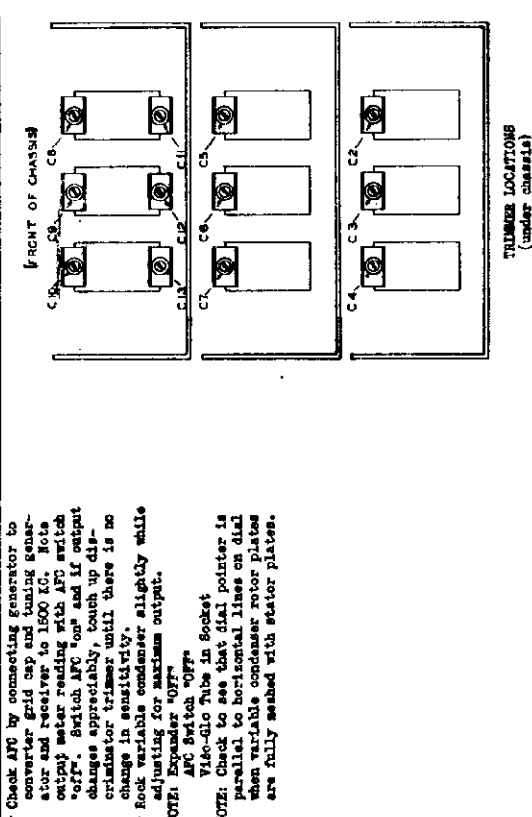 Check AFC by connecting generator to
converter grid cap and tuning gener-
ator and receiver to 1500 KC. Note
output meter reading with AFC switch
"off". Switch AFC "on" and if output
changes appreciably, touch up dis-
criminator trimmer until there is no
change in sensitivity.
Rock variable condenser slightly while
adjusting for maximum output.
OTE: Expander "OFF"
AFC Switch "OFF"
Viso-Glo Tube in Socket
OTE: Check to see that dial pointer is
parallel to horizontal lines on dial
when variable condenser rotor plates
are fully meshed with stator plates.
(FRONT OF CHASSIS)
C10 C9 C8
C13 C12 C11
C7 C6 C5
C4 C3 C2
TRIMMER LOCATIONS
(under chassis)